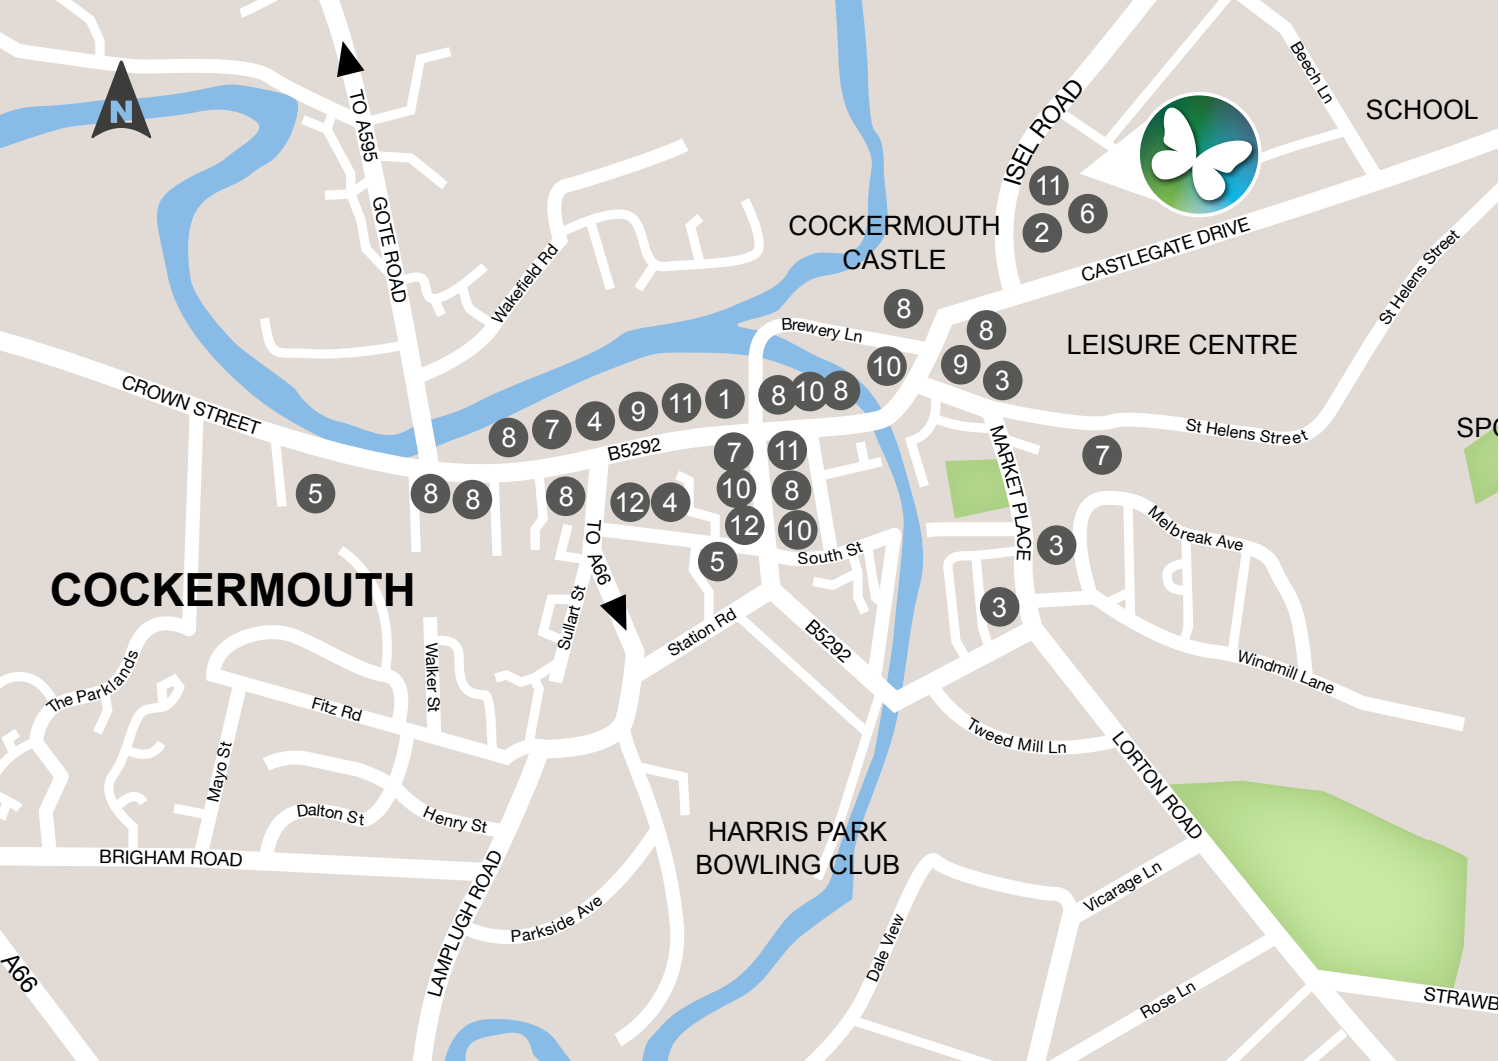 N
TO A595
GOTE ROAD
Wakefield Rd
ISEL ROAD
Beech Ln
SCHOOL
11
6
2
COCKERMOUTH
CASTLE
CASTLEGATE DRIVE
St Helens Street
8
Brewery Ln
8
LEISURE CENTRE
10
9
3
CROWN STREET
8
7
4
9
11
1
8
10
8
B5292
St Helens Street
MARKET PLACE
7
5
8
8
8
12
4
7
11
10
8
12
10
5
South St
TO A66
3
Melbreak Ave
COCKERMOUTH
3
Sullart St
Station Rd
B5292
Windmill Lane
The Parklands
Walker St
Fitz Rd
Tweed Mill Ln
LORTON ROAD
Mayo St
Dalton St
Henry St
HARRIS PARK
BOWLING CLUB
BRIGHAM ROAD
LAMPLUGH ROAD
Parkside Ave
Vicarage Ln
Dale View
A66
Rose Ln